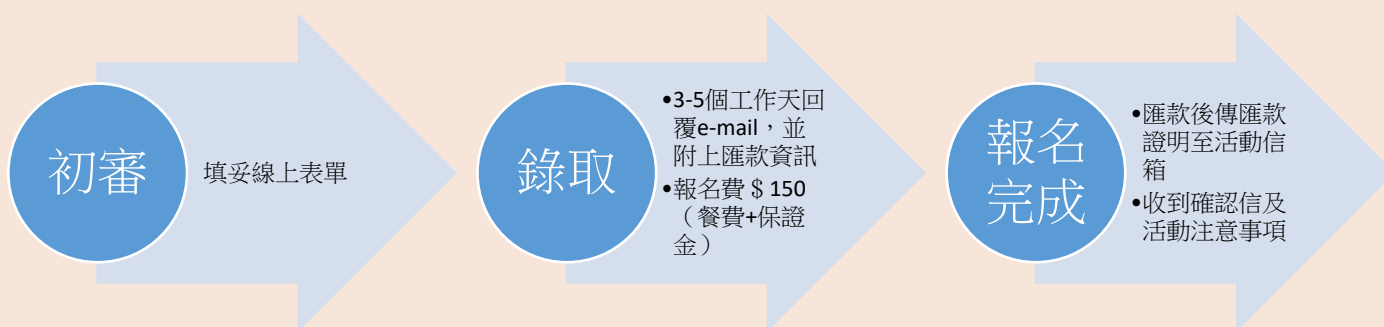 初審
填妥線上表單
錄取
•3-5個工作天回
覆e-mail，並
附上匯款資訊
•報名費＄150
（餐費+保證
金）
報名
完成
•匯款後傳匯款
證明至活動信
箱
•收到確認信及
活動注意事項